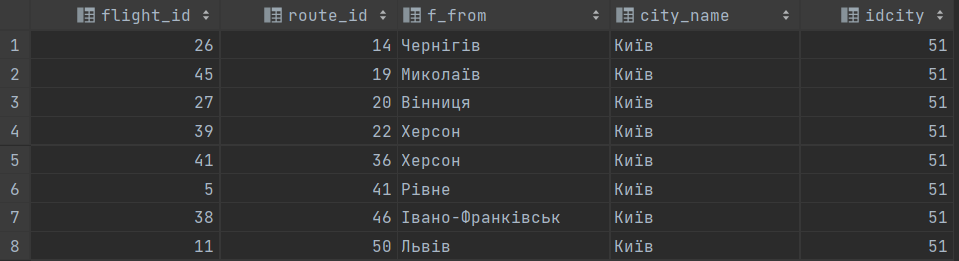 flight_id route_id f_from city_name idcity
1 26 14 Чернігів Київ 51
2 45 19 Миколаїв Київ 51
3 27 20 Вінниця Київ 51
4 39 22 Херсон Київ 51
5 41 36 Херсон Київ 51
6 5 41 Рівне Київ 51
7 38 46 Івано-Франківськ Київ 51
8 11 50 Львів Київ 51